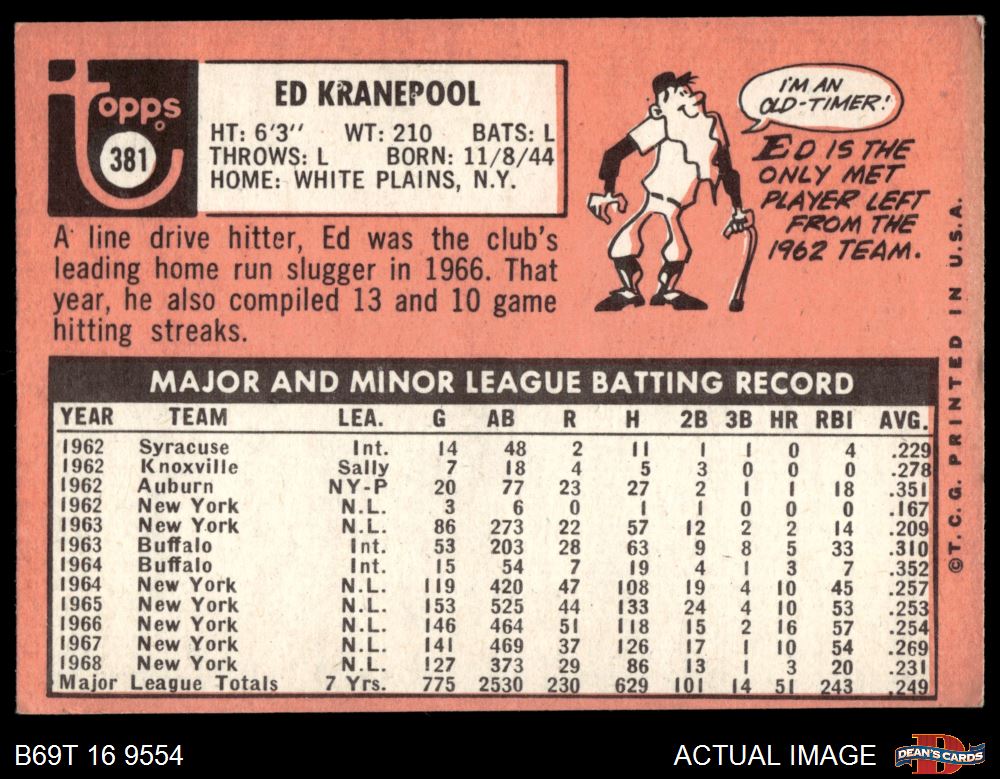 topps
381
ED KRANEPOOL
HT: 6'3" WT: 210 BATS: L
THROWS: L BORN: 11/8/44
HOME: WHITE PLAINS, N.Y.
I'M AN
OLD-TIMER!
ED IS THE
ONLY MET
PLAYER LEFT
FROM THE
1962 TEAM.
A line drive hitter, Ed was the club's
leading home run slugger in 1966. That
year, he also compiled 13 and 10 game
hitting streaks.
MAJOR AND MINOR LEAGUE BATTING RECORD
YEAR TEAM LEA. G AB R H 2B 3B HR RBI AVG.
1962 Syracuse Int. 14 48 2 11 1 1 0 4 .229
1962 Knoxville Sally 7 18 4 5 3 0 0 0 .278
1962 Auburn NY-P 20 77 23 27 2 1 1 18 .351
1962 New York N.L. 3 6 0 1 1 0 0 0 .167
1963 New York N.L. 86 273 22 57 12 2 2 14 .209
1963 Buffalo Int. 53 203 28 63 9 8 5 33 .310
1964 Buffalo Int. 15 54 7 19 4 1 3 7 .352
1964 New York N.L. 119 420 47 108 19 4 10 45 .257
1965 New York N.L. 153 525 44 133 24 4 10 53 .253
1966 New York N.L. 146 464 51 118 15 2 16 57 .254
1967 New York N.L. 141 469 37 126 17 1 10 54 .269
1968 New York N.L. 127 373 29 86 13 1 3 20 .231
Major League Totals 7 Yrs. 775 2530 230 629 101 14 51 243 .249
©T.C.G. PRINTED IN U.S.A.
B69T 16 9554
ACTUAL IMAGE
DEAN'S CARDS